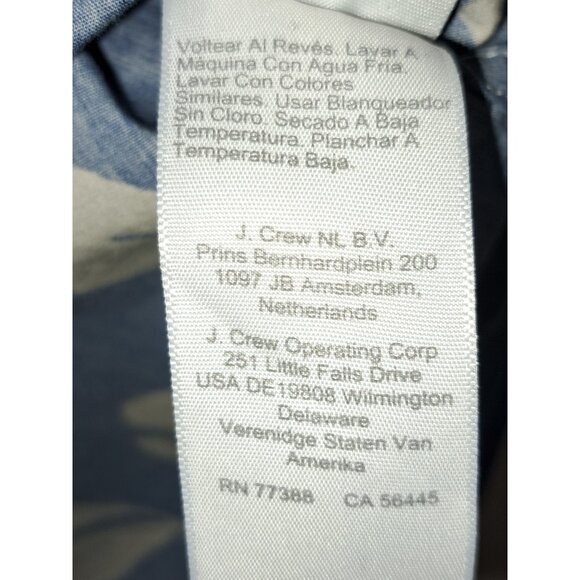 Voltear Al Revés. Lavar A
Máquina Con Agua Fría.
Lavar Con Colores
Similares. Usar Blanqueador
Sin Cloro. Secado A Baja
Temperatura. Planchar A
Temperatura Baja.
J. Crew NL B.V.
Prins Bernhardplein 200
1097 JB Amsterdam,
Netherlands
J. Crew Operating Corp
251 Little Falls Drive
USA DE19808 Wilmington
Delaware
Verenidge Staten Van
Amerika
RN 77388 CA 56445